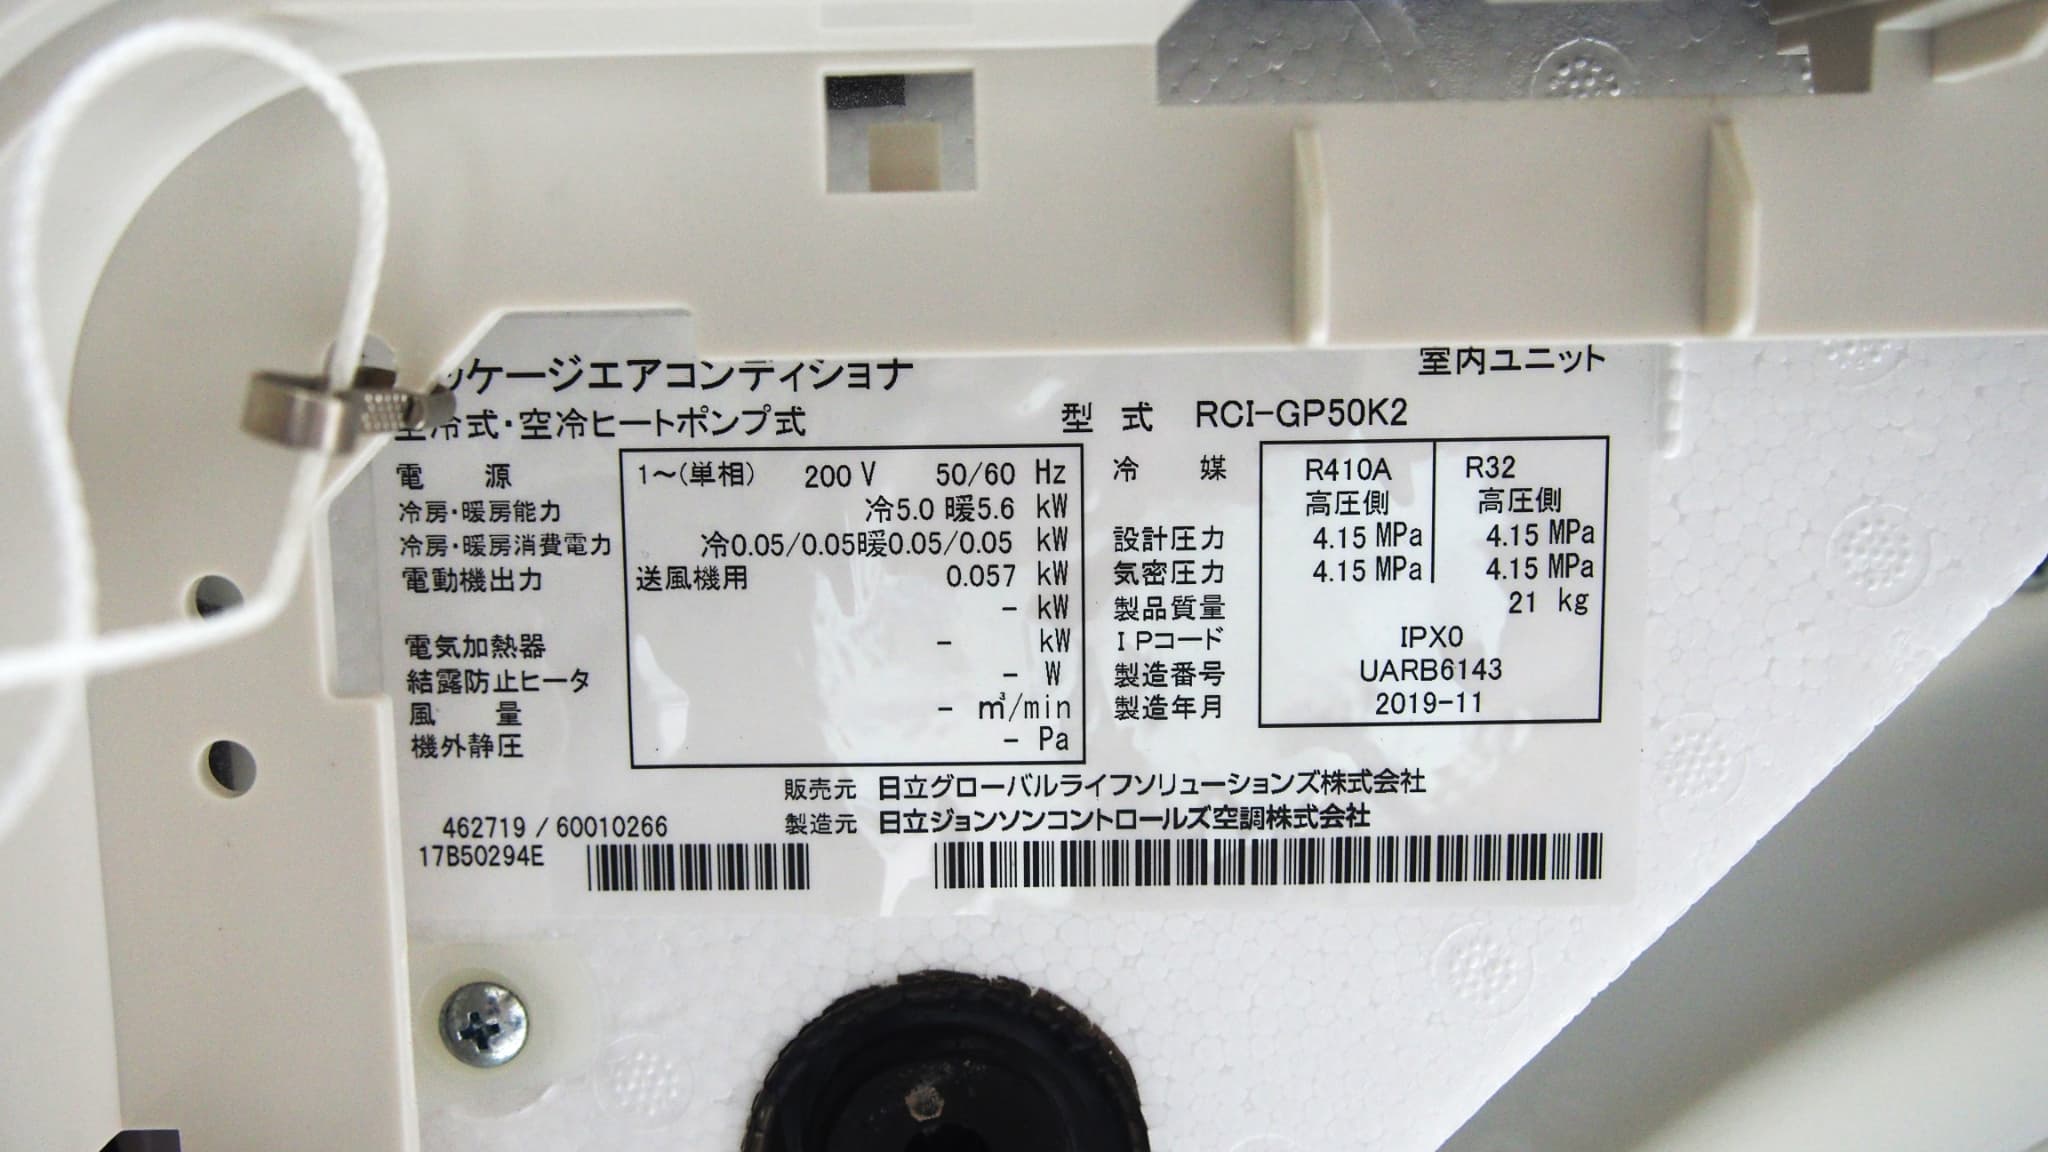 ッケージエアコンディショナ
室内ユニット
空冷式・空冷ヒートポンプ式
型式 RCI-GP50K2
電源 1~(単相) 200 V 50/60 Hz
冷房・暖房能力 冷5.0 暖5.6 kW
冷房・暖房消費電力 冷0.05/0.05暖0.05/0.05 kW
電動機出力 送風機用 0.057 kW
- kW
電気加熱器 - kW
結露防止ヒータ - W
風量 - m³/min
機外静圧 - Pa
冷媒 R410A R32
高圧側 高圧側
設計圧力 4.15 MPa 4.15 MPa
気密圧力 4.15 MPa 4.15 MPa
製品質量 21 kg
IPコード IPX0
製造番号 UARB6143
製造年月 2019-11
販売元 日立グローバルライフソリューションズ株式会社
製造元 日立ジョンソンコントロールズ空調株式会社
462719 / 60010266
17B50294E